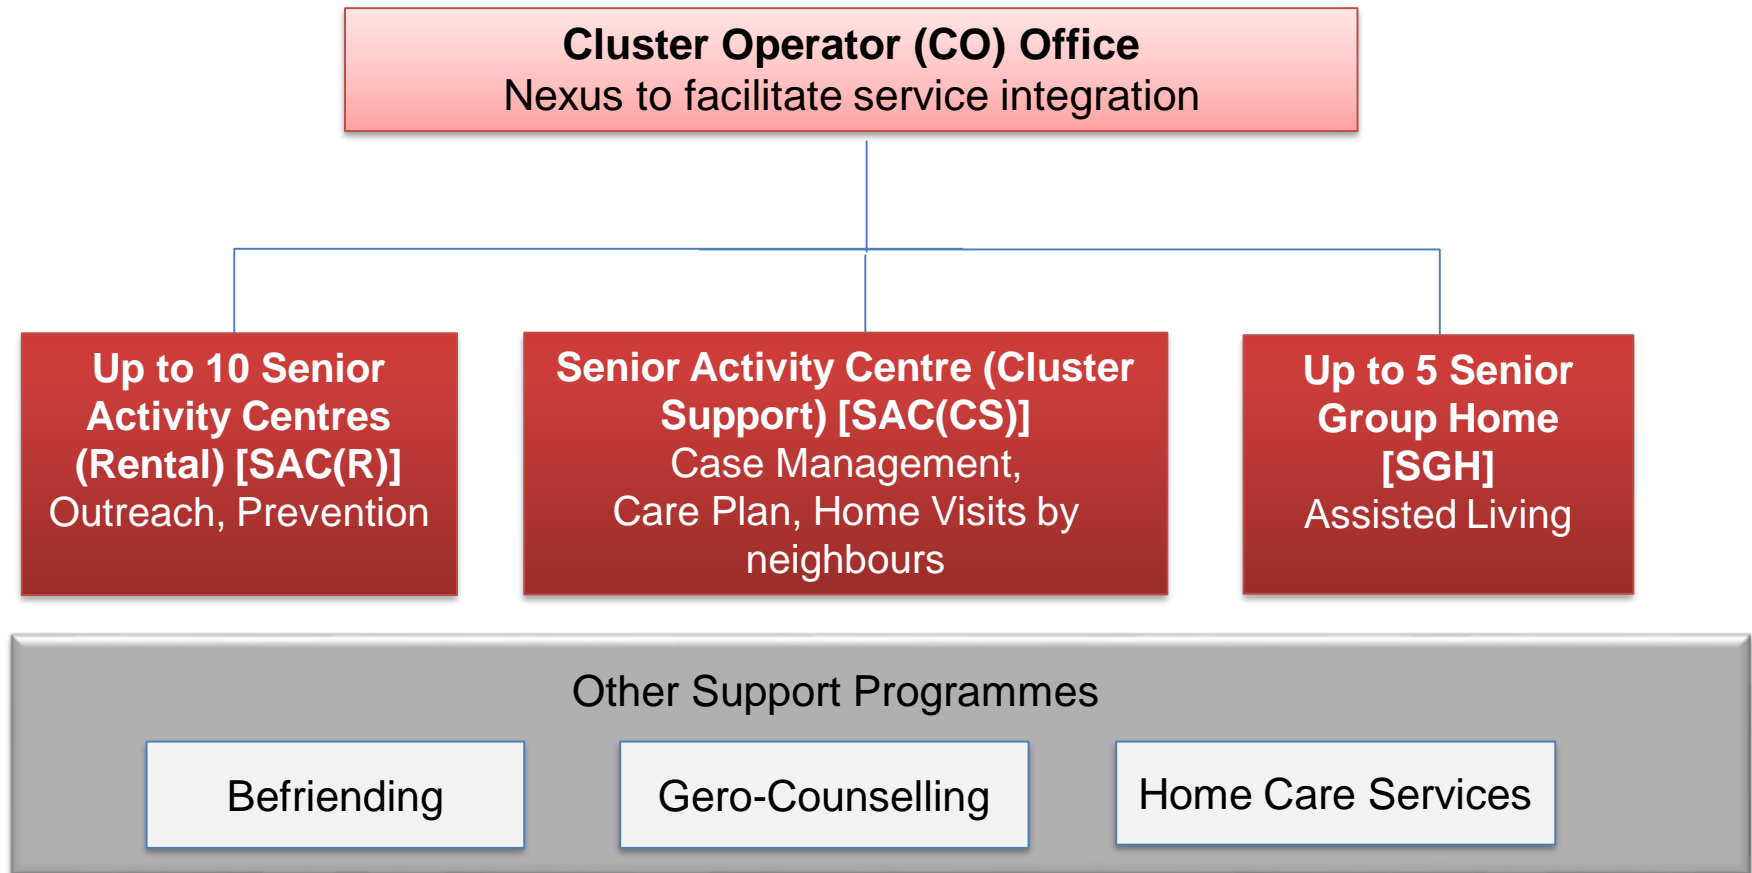 Cluster Operator (CO) Office
Nexus to facilitate service integration
Up to 10 Senior
Activity Centres
(Rental) [SAC(R)]
Outreach, Prevention
Senior Activity Centre (Cluster
Support) [SAC(CS)]
Case Management,
Care Plan, Home Visits by
neighbours
Up to 5 Senior
Group Home
[SGH]
Assisted Living
Other Support Programmes
Befriending
Gero-Counselling
Home Care Services